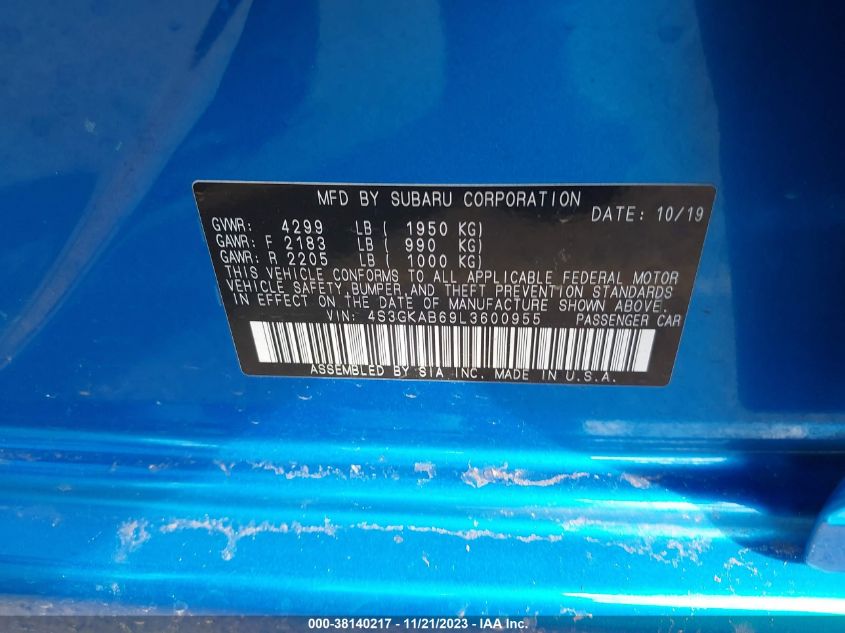 MFD BY SUBARU CORPORATION
DATE: 10/19
GVWR: 4299 LB ( 1950 KG)
GAWR: F 2183 LB ( 990 KG)
GAWR: R 2205 LB ( 1000 KG)
THIS VEHICLE CONFORMS TO ALL APPLICABLE FEDERAL MOTOR
VEHICLE SAFETY,BUMPER,AND THEFT PREVENTION STANDARDS
IN EFFECT ON THE DATE OF MANUFACTURE SHOWN ABOVE.
VIN: 4S3GKAB69L3600955 PASSENGER CAR
ASSEMBLED BY SIA INC. MADE IN U.S.A.
000-38140217 - 11/21/2023 - IAA Inc.